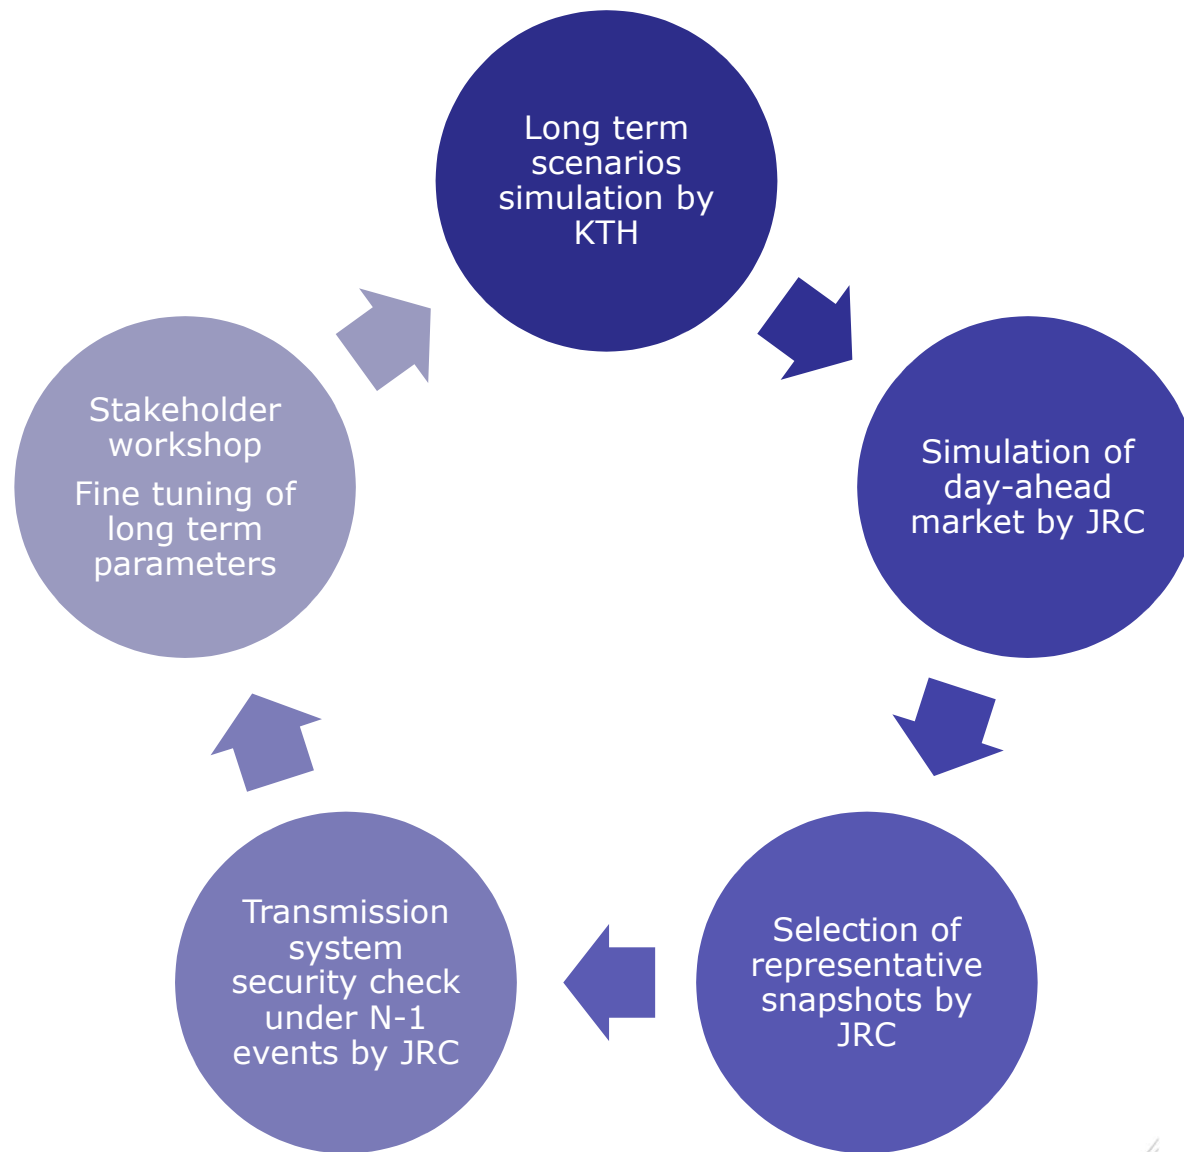 Long term
scenarios
simulation by
KTH
Simulation of
day-ahead
market by JRC
Selection of
representative
snapshots by
JRC
Transmission
system
security check
under N-1
events by JRC
Stakeholder
workshop
Fine tuning of
long term
parameters